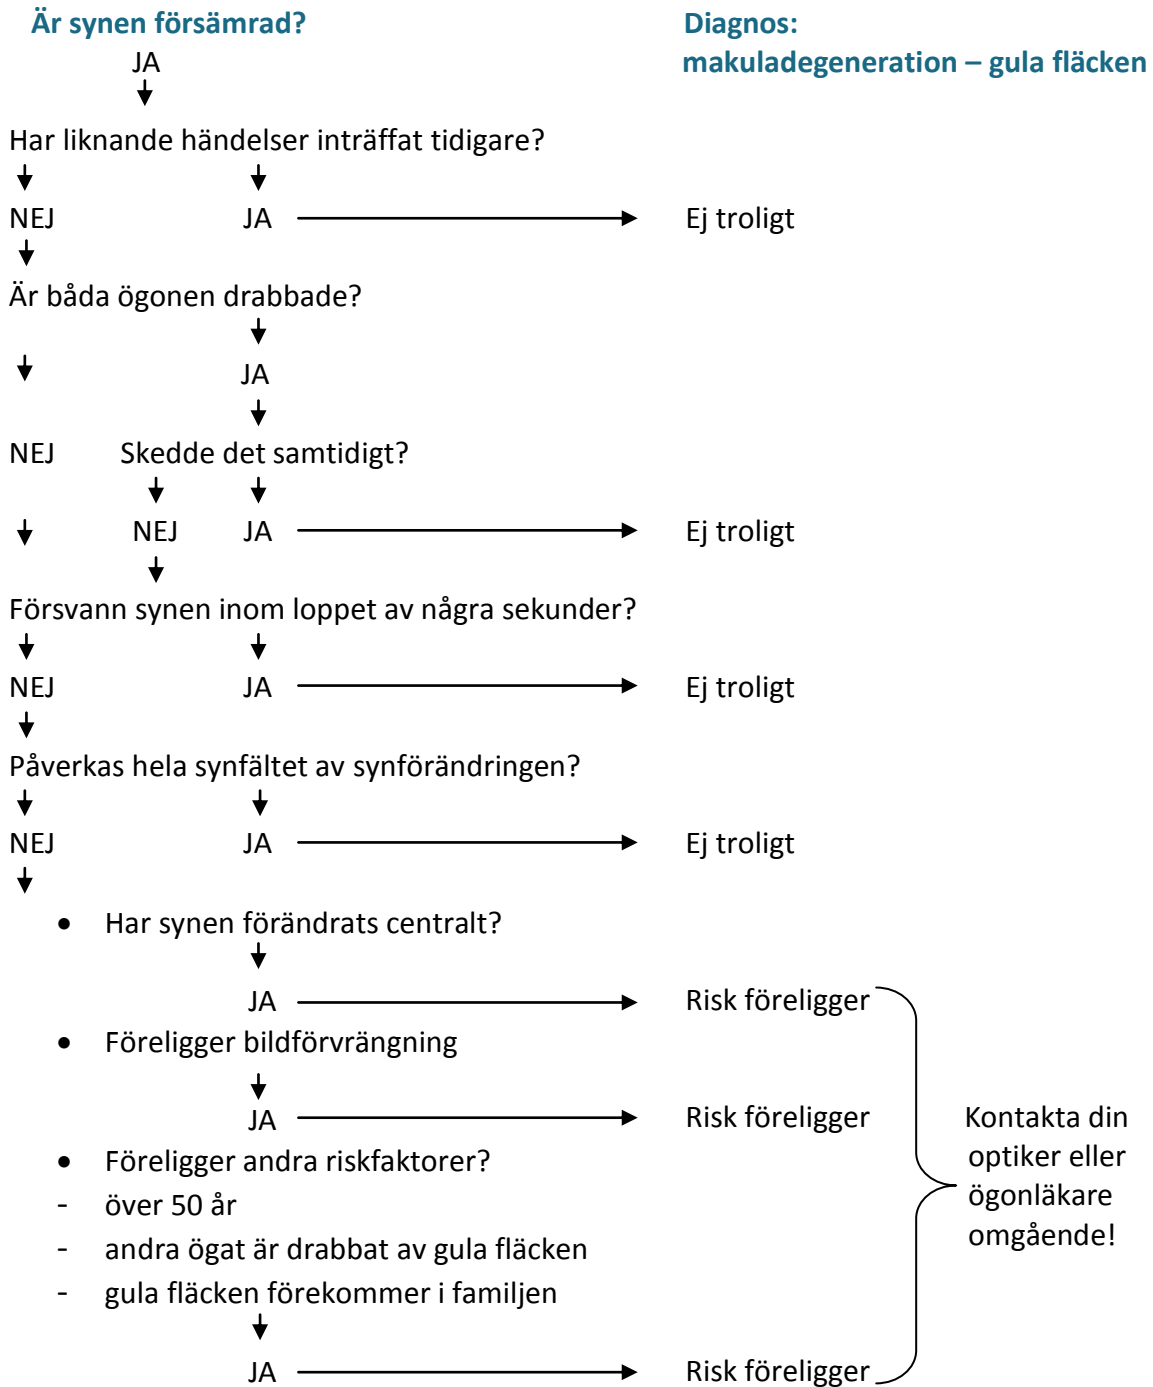 Är synen försämrad? Diagnos:
JA makuladegeneration – gula fläcken
Har liknande händelser inträffat tidigare?
NEJ JA Ej troligt
Är båda ögonen drabbade?
JA
NEJ Skedde det samtidigt?
NEJ JA Ej troligt
Försvann synen inom loppet av några sekunder?
NEJ JA Ej troligt
Påverkas hela synfältet av synförändringen?
NEJ JA Ej troligt
• Har synen förändrats centralt?
JA Risk föreligger
• Föreligger bildförvrängning
JA Risk föreligger
• Föreligger andra riskfaktorer?
- över 50 år
- andra ögat är drabbat av gula fläcken
- gula fläcken förekommer i familjen
JA Risk föreligger
Kontakta din
optiker eller
ögonläkare
omgående!